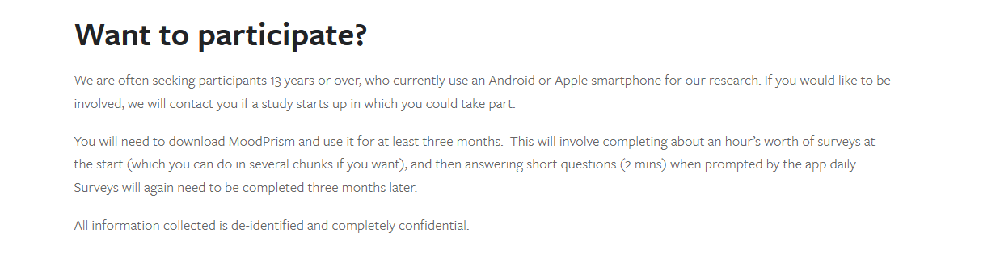 Want to participate?
We are often seeking participants 13 years or over, who currently use an Android or Apple smartphone for our research. If you would like to be
involved, we will contact you if a study starts up in which you could take part.
You will need to download MoodPrism and use it for at least three months.  This will involve completing about an hour’s worth of surveys at
the start (which you can do in several chunks if you want), and then answering short questions (2 mins) when prompted by the app daily.
Surveys will again need to be completed three months later.
All information collected is de-identified and completely confidential.